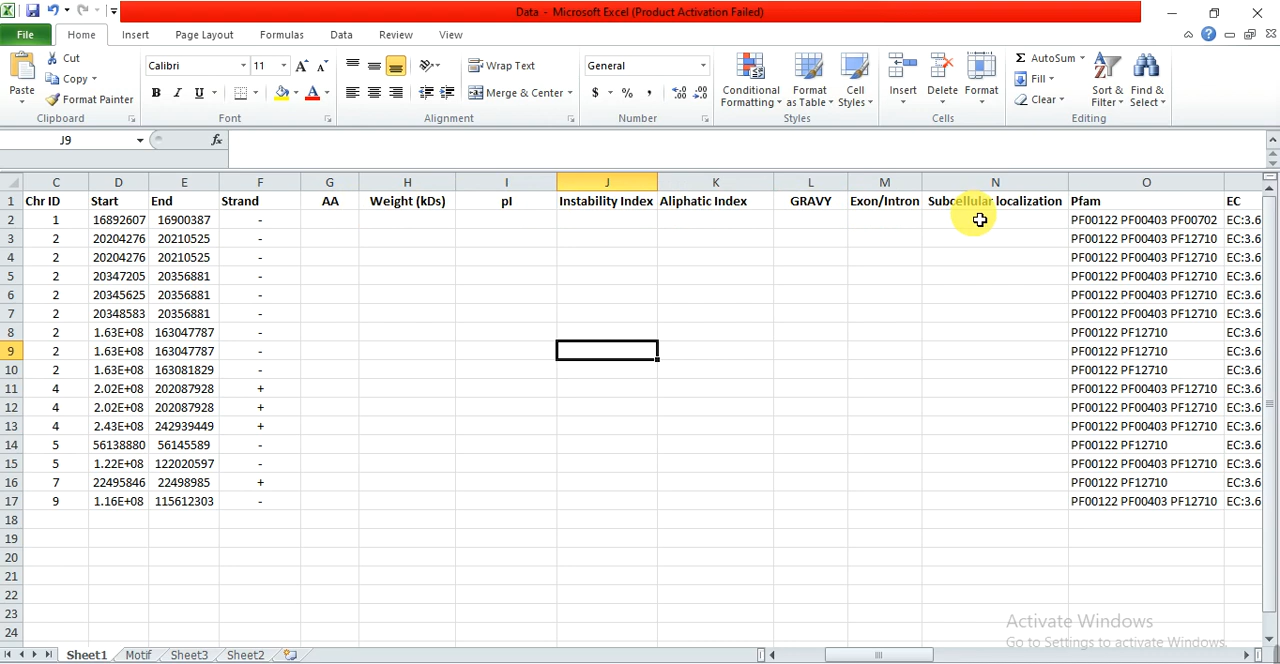 Data - Microsoft Excel (Product Activation Failed)
File Home Insert Page Layout Formulas Data Review View
Paste Cut Copy Format Painter Clipboard
Calibri 11 B I U A Font
Wrap Text Merge & Center Alignment
General $ % , Number
Conditional Formatting Format as Table Cell Styles Styles
Insert Delete Format Cells
Σ AutoSum Fill Clear Sort & Filter Find & Select Editing
J9 fx
C D E F G H I J K L M N O
1 Chr ID Start End Strand AA Weight (kDs) pI Instability Index Aliphatic Index GRAVY Exon/Intron Subcellular localization Pfam EC
2 1 16892607 16900387 - PF00122 PF00403 PF00702 EC:3.6
3 2 20204276 20210525 - PF00122 PF00403 PF12710 EC:3.6
4 2 20204276 20210525 - PF00122 PF00403 PF12710 EC:3.6
5 2 20347205 20356881 - PF00122 PF00403 PF12710 EC:3.6
6 2 20345625 20356881 - PF00122 PF00403 PF12710 EC:3.6
7 2 20348583 20356881 - PF00122 PF00403 PF12710 EC:3.6
8 2 1.63E+08 163047787 - PF00122 PF12710 EC:3.6
9 2 1.63E+08 163047787 - PF00122 PF12710 EC:3.6
10 2 1.63E+08 163081829 - PF00122 PF12710 EC:3.6
11 4 2.02E+08 202087928 + PF00122 PF00403 PF12710 EC:3.6
12 4 2.02E+08 202087928 + PF00122 PF00403 PF12710 EC:3.6
13 4 2.43E+08 242939449 + PF00122 PF00403 PF12710 EC:3.6
14 5 56138880 56145589 - PF00122 PF12710 EC:3.6
15 5 1.22E+08 122020597 - PF00122 PF00403 PF12710 EC:3.6
16 7 22495846 22498985 + PF00122 PF12710 EC:3.6
17 9 1.16E+08 115612303 - PF00122 PF00403 PF12710 EC:3.6
18
19
20
21
22
23
24
Activate Windows
Go to Settings to activate Windows.
Sheet1 Motif Sheet3 Sheet2